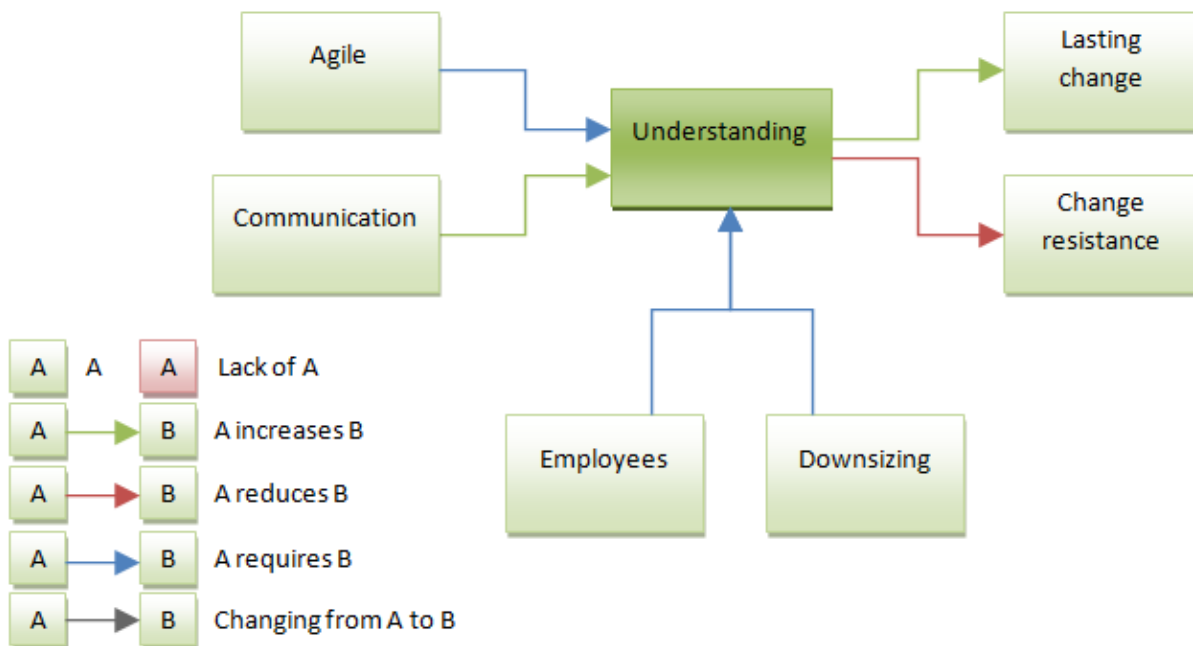 Agile
Lasting
change
Understanding
Communication
Change
resistance
A A A Lack of A
A B A increases B
Employees Downsizing
A B A reduces B
A B A requires B
A B Changing from A to B